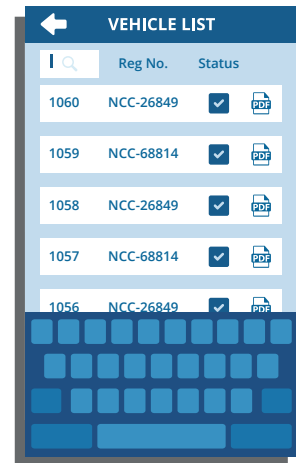 VEHICLE LIST
Reg No. Status
1060 NCC-26849 PDF
1059 NCC-68814 PDF
1058 NCC-26849 PDF
1057 NCC-68814 PDF
1056 NCC-26849 PDF